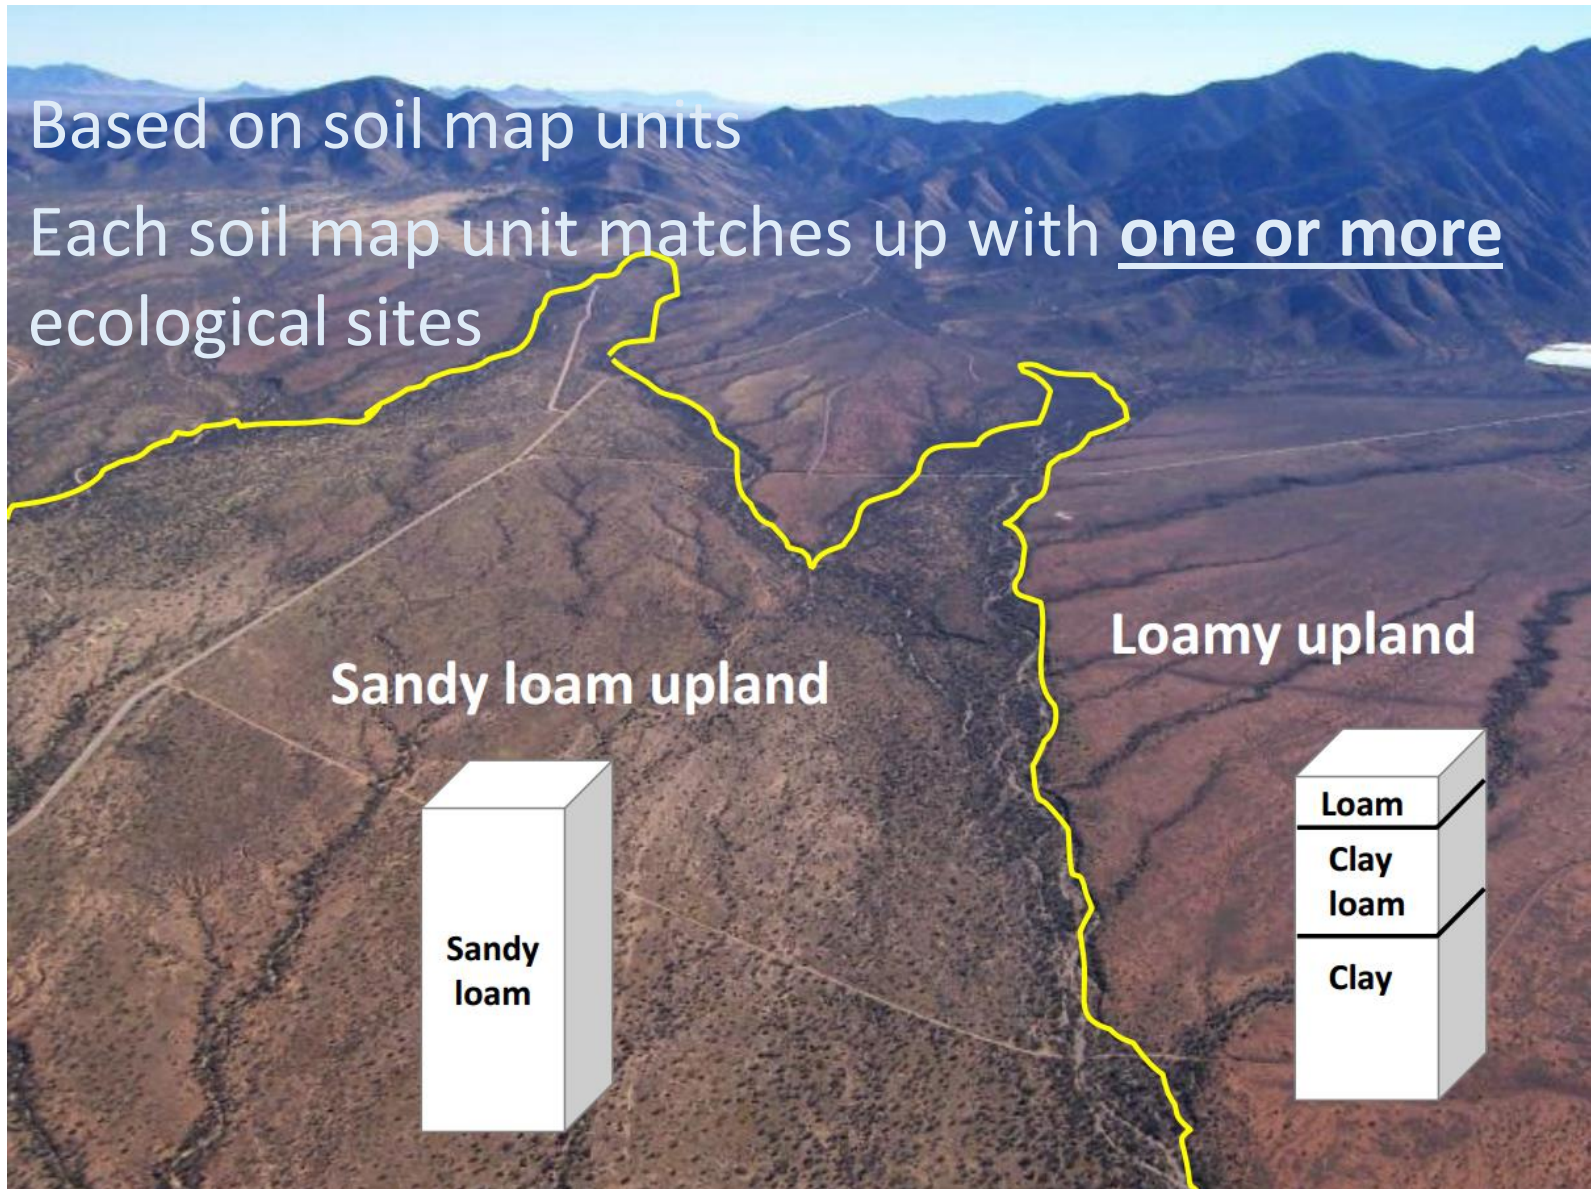 Based on soil map units
Each soil map unit matches up with one or more
ecological sites
Loamy upland
Sandy loam upland
Loam
Clay
loam
Clay
Sandy
loam